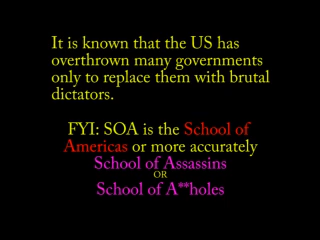 It is known that the US has
overthrown many governments
only to replace them with brutal
dictators.
FYI: SOA is the School of
Americas or more accurately
School of Assassins
OR
School of A**holes